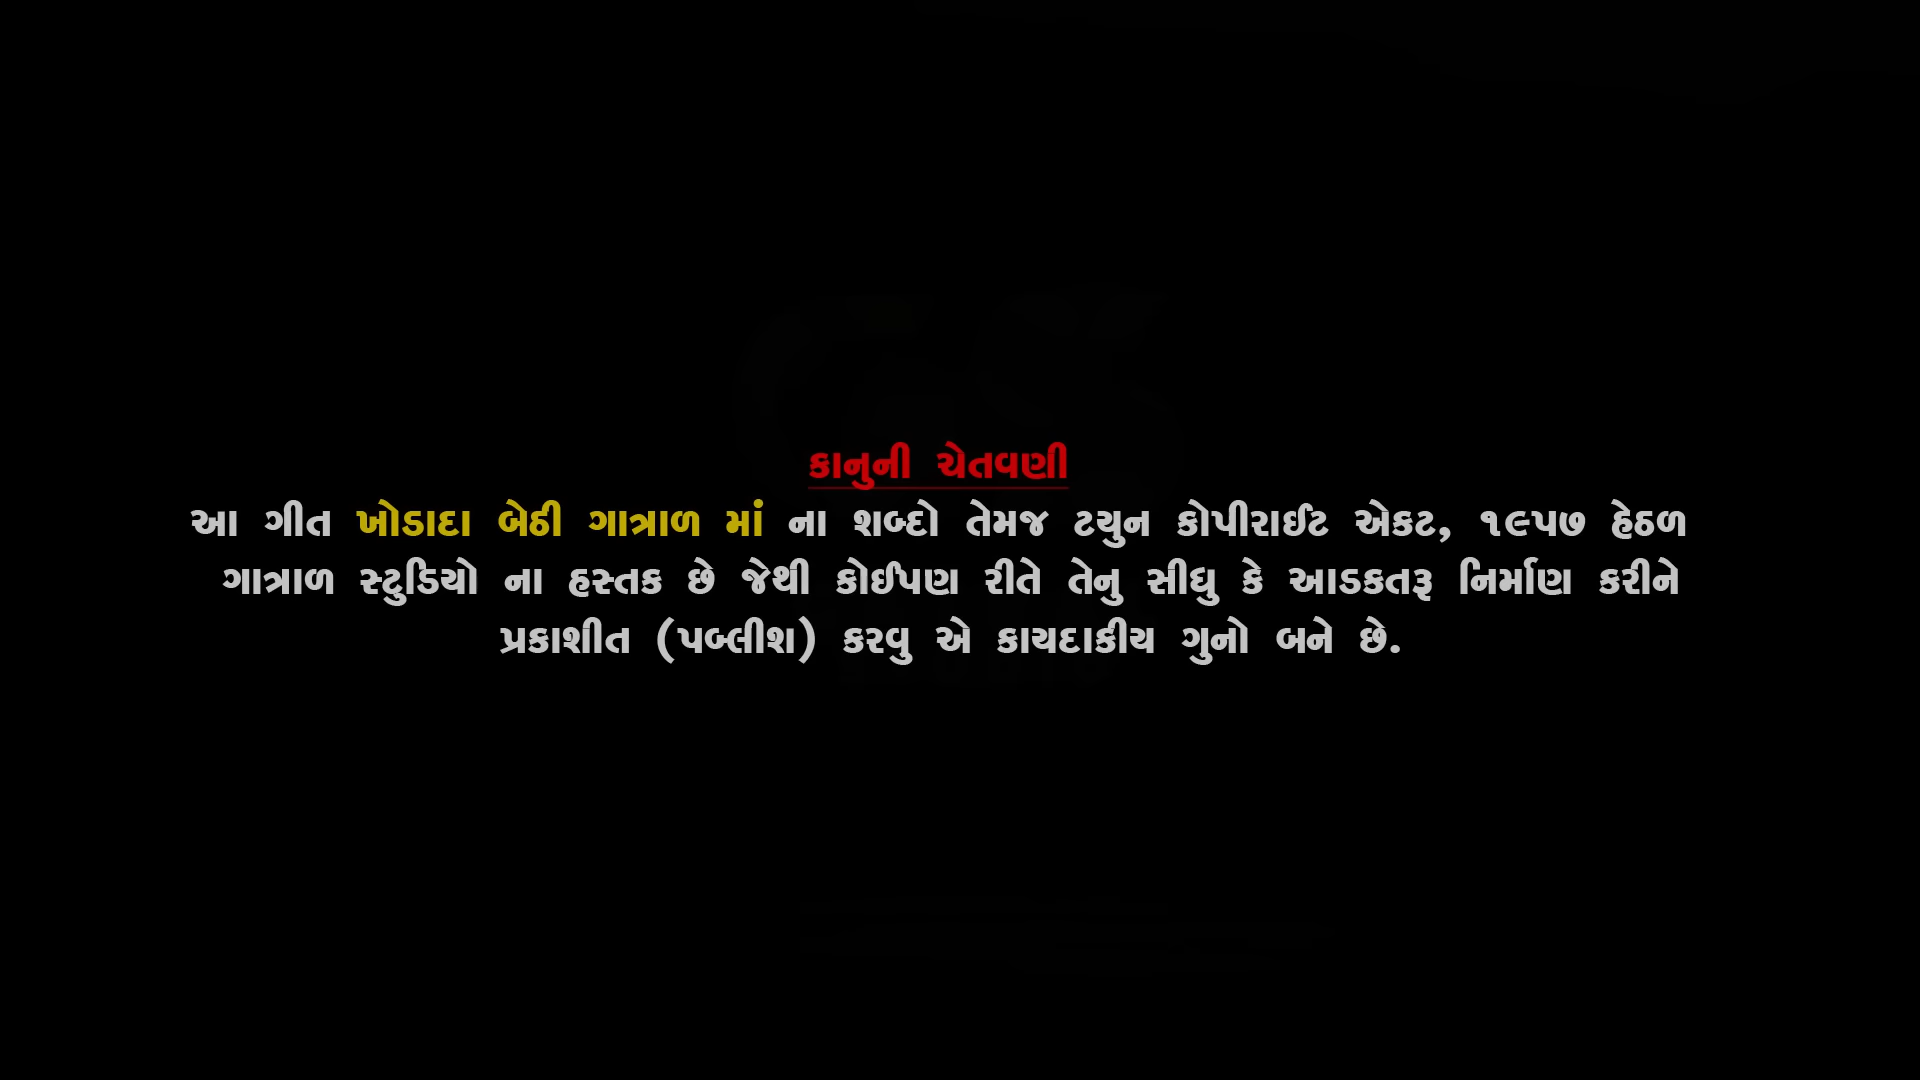 કાનુની ચેતવણી
આ ગીત ખોડાદા બેઠી ગાત્રાળ માં ના શબ્દો તેમજ ટયુન કોપીરાઈટ એકટ, ૧૯૫૭ હેઠળ
ગાત્રાળ સ્ટુડિયો ના હસ્તક છે જેથી કોઈપણ રીતે તેનુ સીધુ કે આડકતરૂ નિર્માણ કરીને
પ્રકાશીત (પબ્લીશ) કરવુ એ કાયદાકીય ગુનો બને છે.